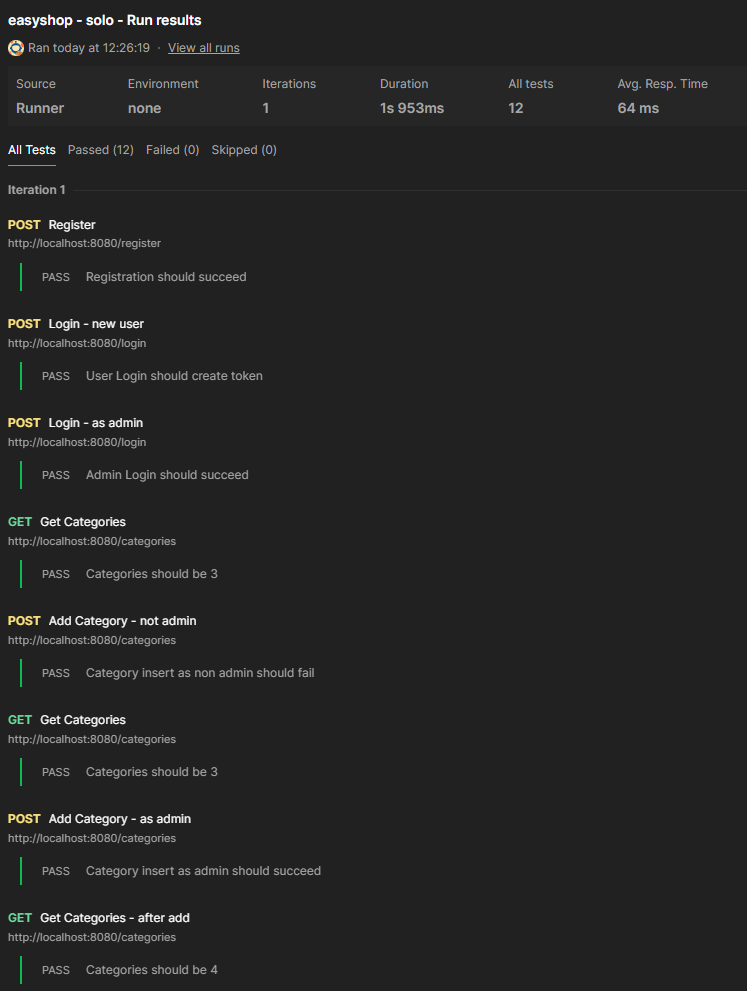 easyshop - solo - Run results
Ran today at 12:26:19 · View all runs
Source Environment Iterations Duration All tests Avg. Resp. Time
Runner none 1 1s 953ms 12 64 ms
All Tests Passed (12) Failed (0) Skipped (0)
Iteration 1
POST Register
http://localhost:8080/register
PASS Registration should succeed
POST Login - new user
http://localhost:8080/login
PASS User Login should create token
POST Login - as admin
http://localhost:8080/login
PASS Admin Login should succeed
GET Get Categories
http://localhost:8080/categories
PASS Categories should be 3
POST Add Category - not admin
http://localhost:8080/categories
PASS Category insert as non admin should fail
GET Get Categories
http://localhost:8080/categories
PASS Categories should be 3
POST Add Category - as admin
http://localhost:8080/categories
PASS Category insert as admin should succeed
GET Get Categories - after add
http://localhost:8080/categories
PASS Categories should be 4